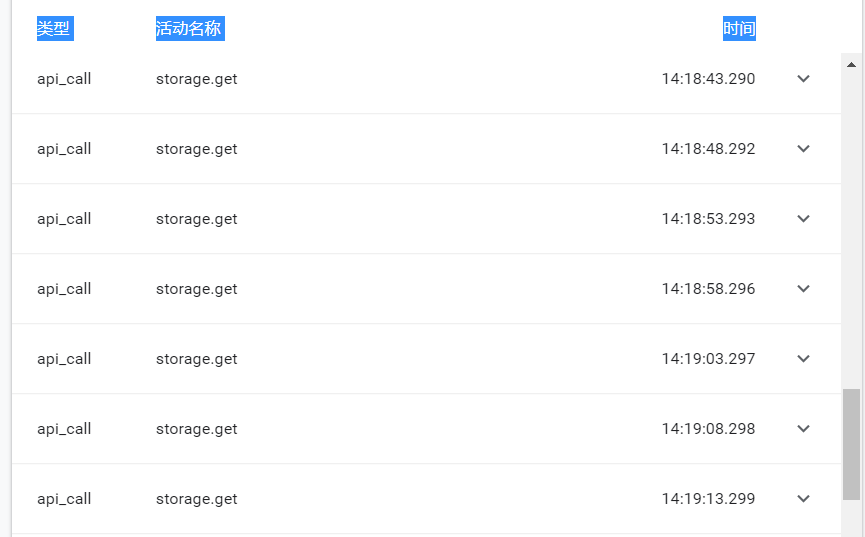 类型 活动名称 时间
api_call storage.get 14:18:43.290
api_call storage.get 14:18:48.292
api_call storage.get 14:18:53.293
api_call storage.get 14:18:58.296
api_call storage.get 14:19:03.297
api_call storage.get 14:19:08.298
api_call storage.get 14:19:13.299